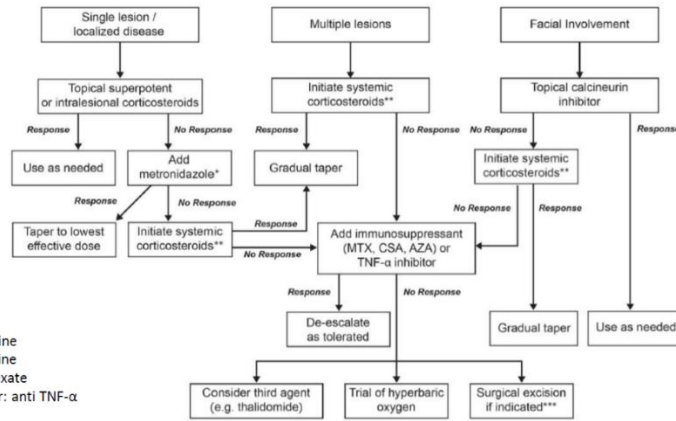 Single lesion /
localized disease
Multiple lesions
Facial Involvement
Topical superpotent
or intralesional corticosteroids
Initiate systemic
corticosteroids**
Topical calcineurin
inhibitor
Response
No Response
Response
No Response
No Response
Response
Use as needed
Add
metronidazole*
Gradual taper
Initiate systemic
corticosteroids**
Response
No Response
Taper to lowest
effective dose
Initiate systemic
corticosteroids**
Response
No Response
Add immunosuppressant
(MTX, CSA, AZA) or
TNF-α inhibitor
No Response
Response
Response
No Response
De-escalate
as tolerated
Gradual taper
Use as needed
ine
ine
xate
r: anti TNF-α
Consider third agent
(e.g. thalidomide)
Trial of hyperbaric
oxygen
Surgical excision
if indicated***